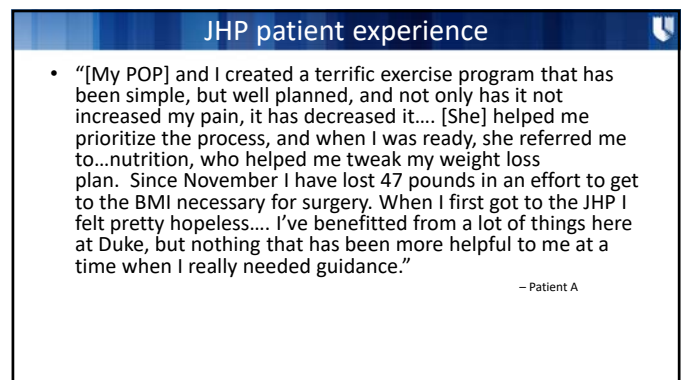 JHP patient experience
• “[My POP] and I created a terrific exercise program that has
been simple, but well planned, and not only has it not
increased my pain, it has decreased it…. [She] helped me
prioritize the process, and when I was ready, she referred me
to…nutrition, who helped me tweak my weight loss
plan.  Since November I have lost 47 pounds in an effort to get
to the BMI necessary for surgery. When I first got to the JHP I
felt pretty hopeless…. I’ve benefitted from a lot of things here
at Duke, but nothing that has been more helpful to me at a
time when I really needed guidance.”
– Patient A